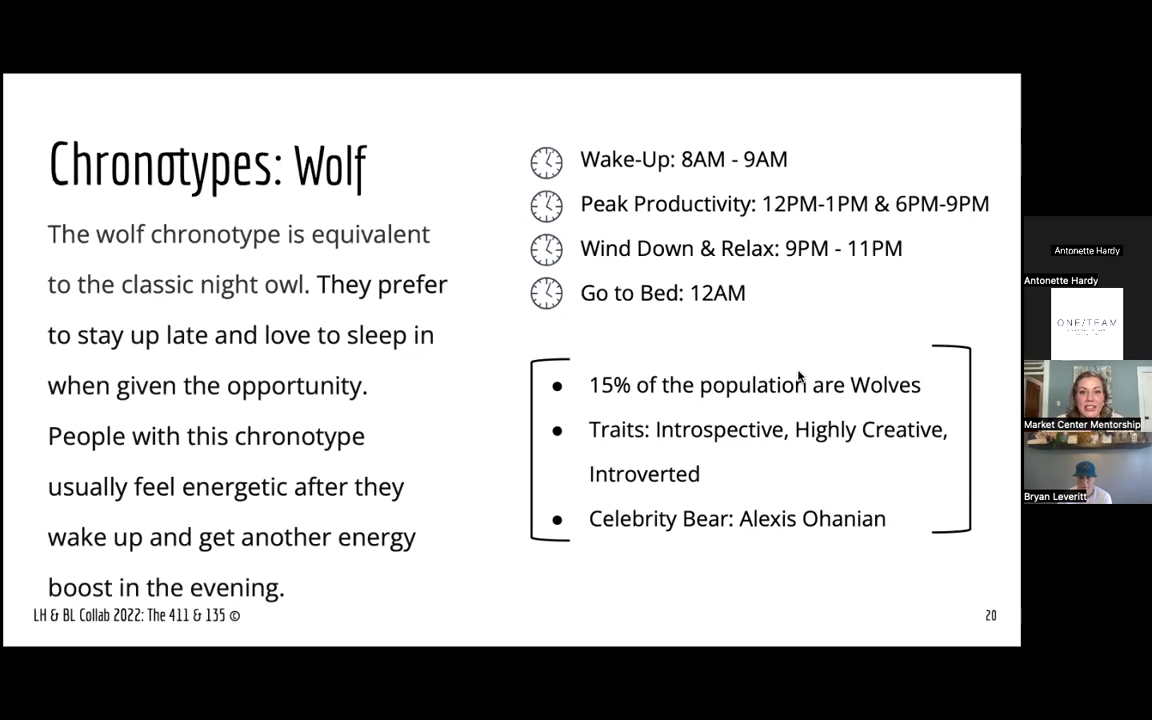 Chronotypes: Wolf
The wolf chronotype is equivalent
to the classic night owl. They prefer
to stay up late and love to sleep in
when given the opportunity.
People with this chronotype
usually feel energetic after they
wake up and get another energy
boost in the evening.
Wake-Up: 8AM - 9AM
Peak Productivity: 12PM-1PM & 6PM-9PM
Wind Down & Relax: 9PM - 11PM
Go to Bed: 12AM
● 15% of the population are Wolves
● Traits: Introspective, Highly Creative,
Introverted
● Celebrity Bear: Alexis Ohanian
LH & BL Collab 2022: The 411 & 135 ©
20
Antonette Hardy
Antonette Hardy
ONE/TEAM
Market Center Mentorship
Bryan Leveritt